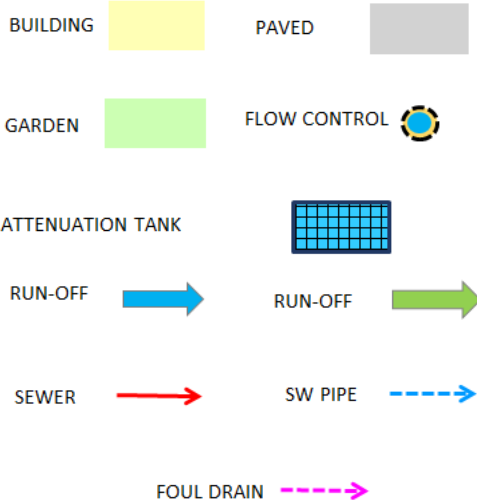 BUILDING
PAVED
GARDEN
FLOW CONTROL
ATTENUATION TANK
RUN-OFF
RUN-OFF
SEWER
SW PIPE
FOUL DRAIN